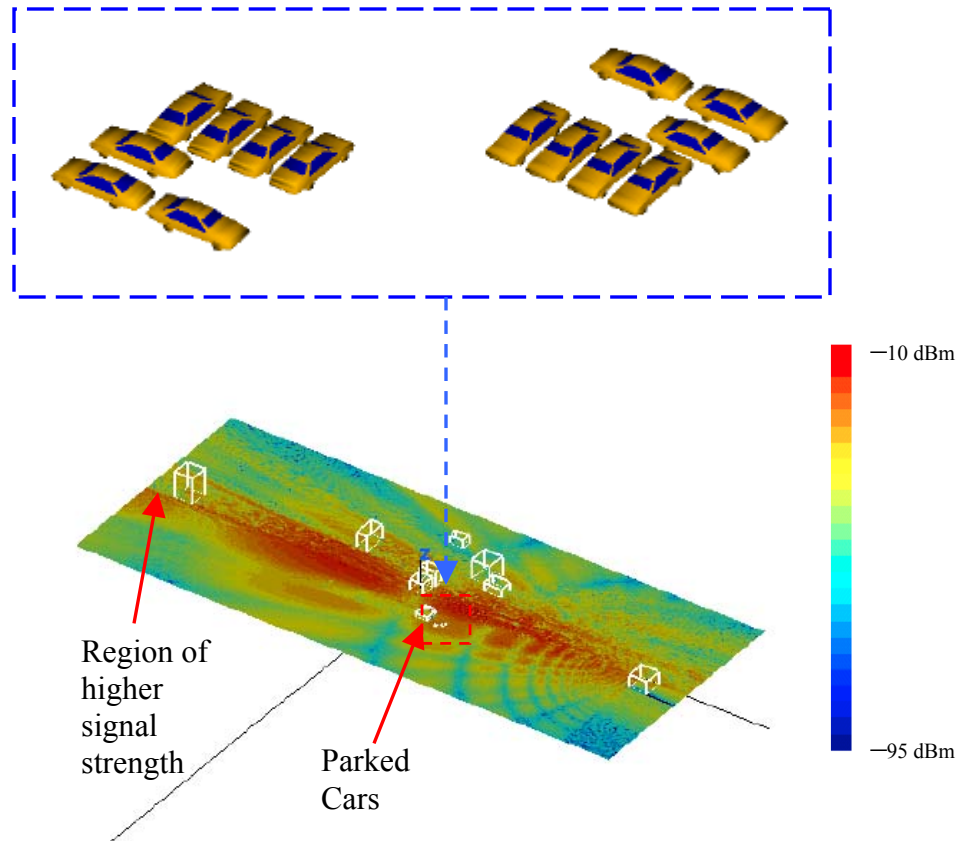 −10 dBm
Z
Region of
higher
signal
strength
Parked
Cars
−95 dBm